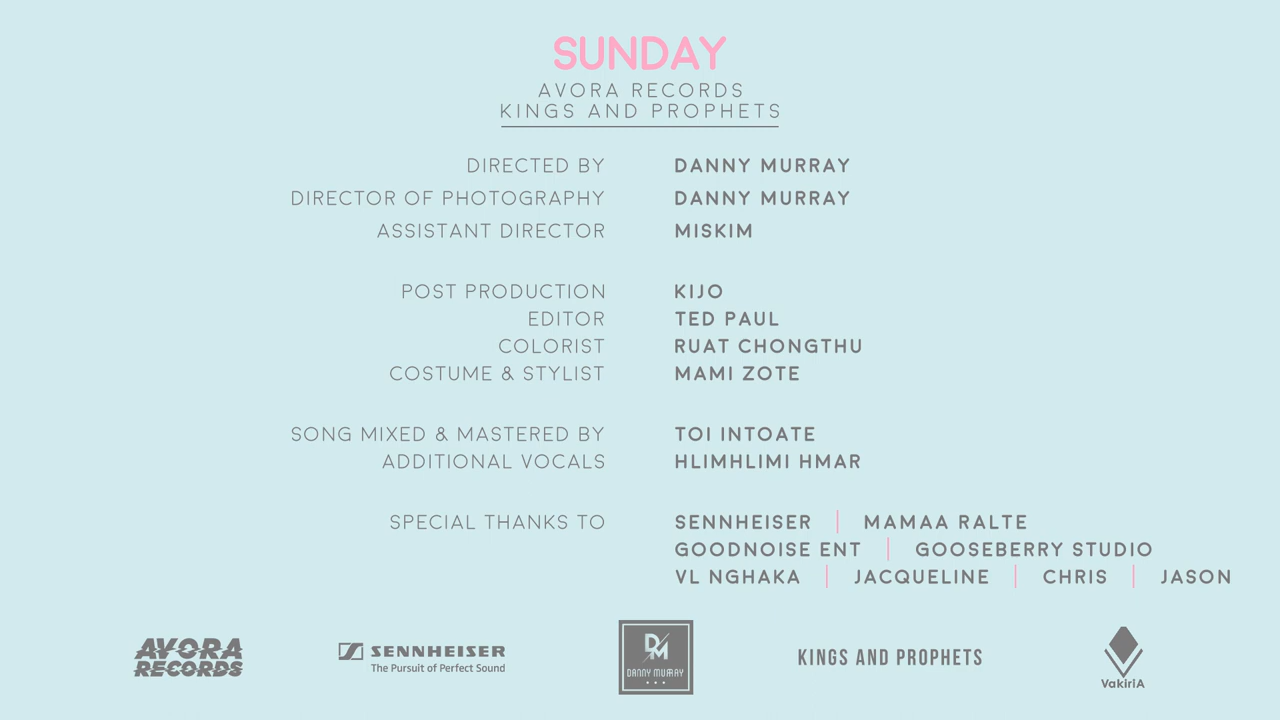 SUNDAY
AVORA RECORDS
KINGS AND PROPHETS
DIRECTED BY DANNY MURRAY
DIRECTOR OF PHOTOGRAPHY DANNY MURRAY
ASSISTANT DIRECTOR MISKIM
POST PRODUCTION KIJO
EDITOR TED PAUL
COLORIST RUAT CHONGTHU
COSTUME & STYLIST MAMI ZOTE
SONG MIXED & MASTERED BY TOI INTOATE
ADDITIONAL VOCALS HLIMHLIMI HMAR
SPECIAL THANKS TO SENNHEISER | MAMAA RALTE
GOODNOISE ENT | GOOSEBERRY STUDIO
VL NGHAKA | JACQUELINE | CHRIS | JASON
AVORA
RECORDS
SENNHEISER
The Pursuit of Perfect Sound
DM
DANNY MURRAY
KINGS AND PROPHETS
VakiriA